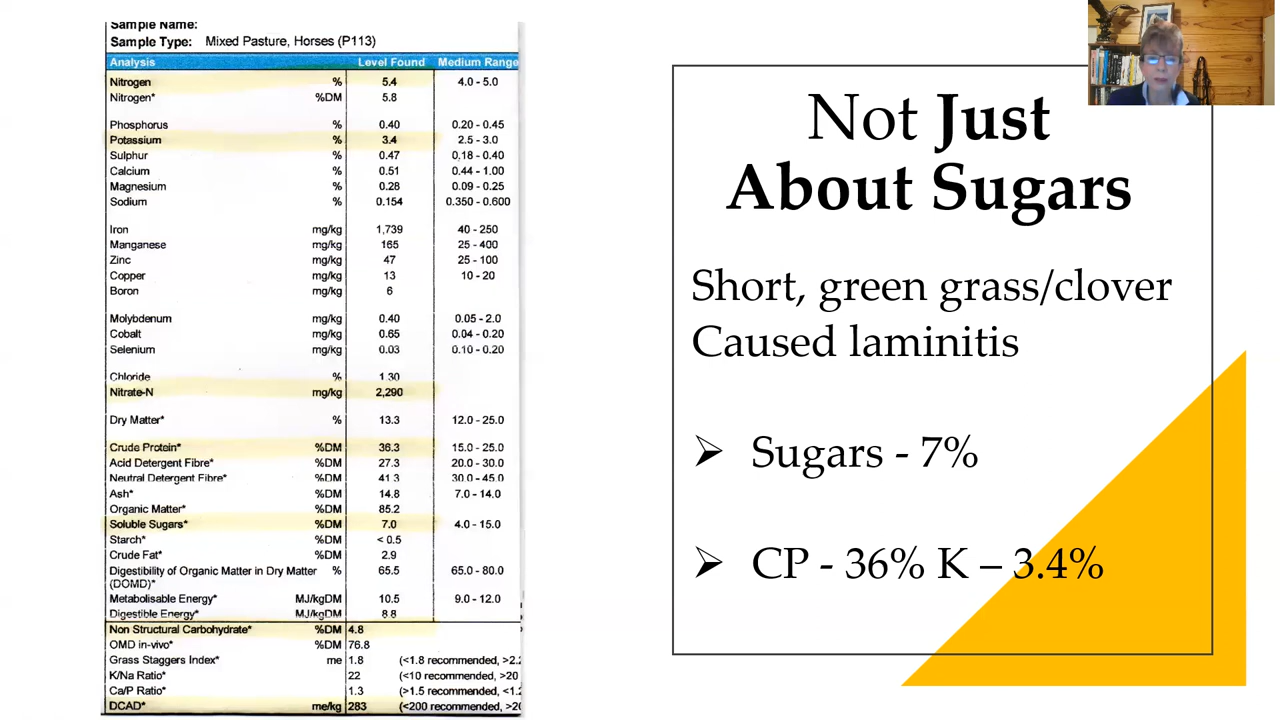 Sample Name:
Sample Type: Mixed Pasture, Horses (P113)
Analysis Level Found Medium Range
Nitrogen % 5.4 4.0 - 5.0
Nitrogen* %DM 5.8
Phosphorus % 0.40 0.20 - 0.45
Potassium % 3.4 2.5 - 3.0
Sulphur % 0.47 0.18 - 0.40
Calcium % 0.51 0.44 - 1.00
Magnesium % 0.28 0.09 - 0.25
Sodium % 0.154 0.350 - 0.600
Iron mg/kg 1,739 40 - 250
Manganese mg/kg 165 25 - 400
Zinc mg/kg 47 25 - 100
Copper mg/kg 13 10 - 20
Boron mg/kg 6
Molybdenum mg/kg 0.40 0.05 - 2.0
Cobalt mg/kg 0.65 0.04 - 0.20
Selenium mg/kg 0.03 0.10 - 0.20
Chloride % 1.30
Nitrate-N mg/kg 2,290
Dry Matter* % 13.3 12.0 - 25.0
Crude Protein* %DM 36.3 15.0 - 25.0
Acid Detergent Fibre* %DM 27.3 20.0 - 30.0
Neutral Detergent Fibre* %DM 41.3 30.0 - 45.0
Ash* %DM 14.8 7.0 - 14.0
Organic Matter* %DM 85.2
Soluble Sugars* %DM 7.0 4.0 - 15.0
Starch* %DM < 0.5
Crude Fat* %DM 2.9
Digestibility of Organic Matter in Dry Matter % 65.5 65.0 - 80.0
(DOMD)*
Metabolisable Energy* MJ/kgDM 10.5 9.0 - 12.0
Digestible Energy* MJ/kgDM 8.8
Non Structural Carbohydrate* %DM 4.8
OMD in-vivo* %DM 76.8
Grass Staggers Index* me 1.8 (<1.8 recommended, >2.2
K/Na Ratio* 22 (<10 recommended, >20
Ca/P Ratio* 1.3 (>1.5 recommended, <1.2
DCAD* me/kg 283 (<200 recommended, >20
Not Just
About Sugars
Short, green grass/clover
Caused laminitis
➢ Sugars - 7%
➢ CP - 36% K – 3.4%